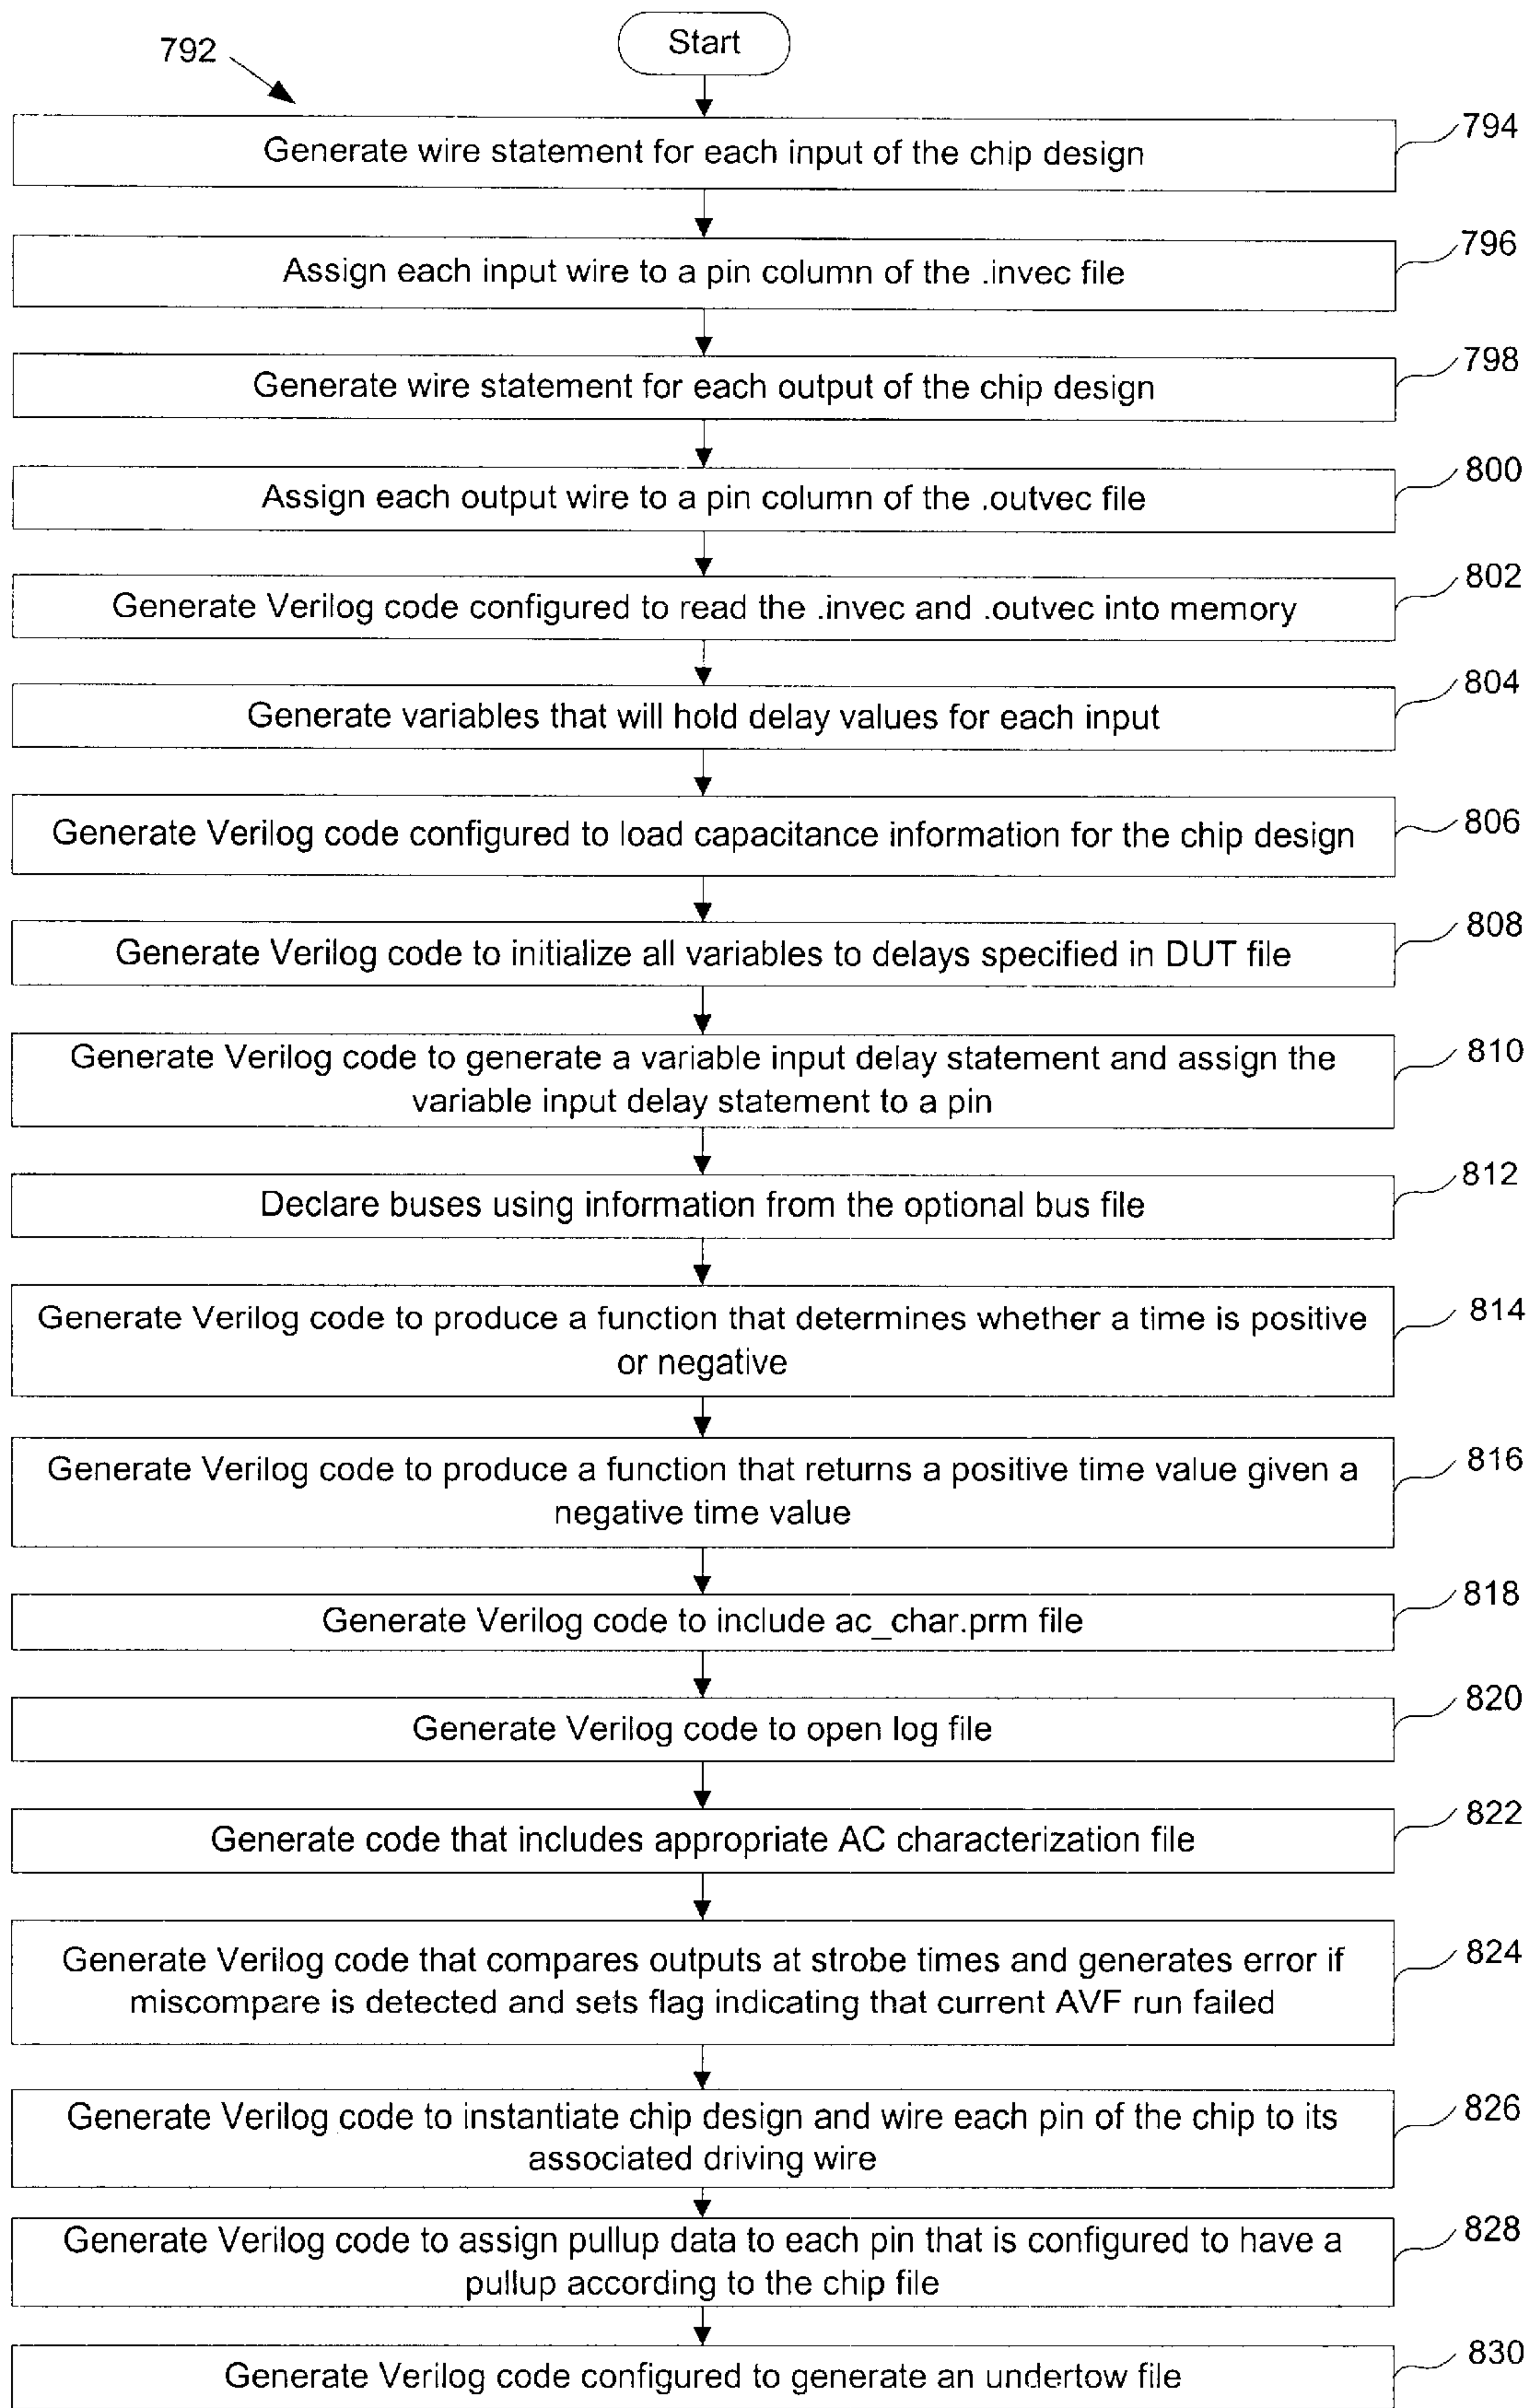 Start
792
Generate wire statement for each input of the chip design
794
Assign each input wire to a pin column of the .invec file
796
Generate wire statement for each output of the chip design
798
Assign each output wire to a pin column of the .outvec file
800
Generate Verilog code configured to read the .invec and .outvec into memory
802
Generate variables that will hold delay values for each input
804
Generate Verilog code configured to load capacitance information for the chip design
806
Generate Verilog code to initialize all variables to delays specified in DUT file
808
Generate Verilog code to generate a variable input delay statement and assign the
variable input delay statement to a pin
810
Declare buses using information from the optional bus file
812
Generate Verilog code to produce a function that determines whether a time is positive
or negative
814
Generate Verilog code to produce a function that returns a positive time value given a
negative time value
816
Generate Verilog code to include ac_char.prm file
818
Generate Verilog code to open log file
820
Generate code that includes appropriate AC characterization file
822
Generate Verilog code that compares outputs at strobe times and generates error if
miscompare is detected and sets flag indicating that current AVF run failed
824
Generate Verilog code to instantiate chip design and wire each pin of the chip to its
associated driving wire
826
Generate Verilog code to assign pullup data to each pin that is configured to have a
pullup according to the chip file
828
Generate Verilog code configured to generate an undertow file
830